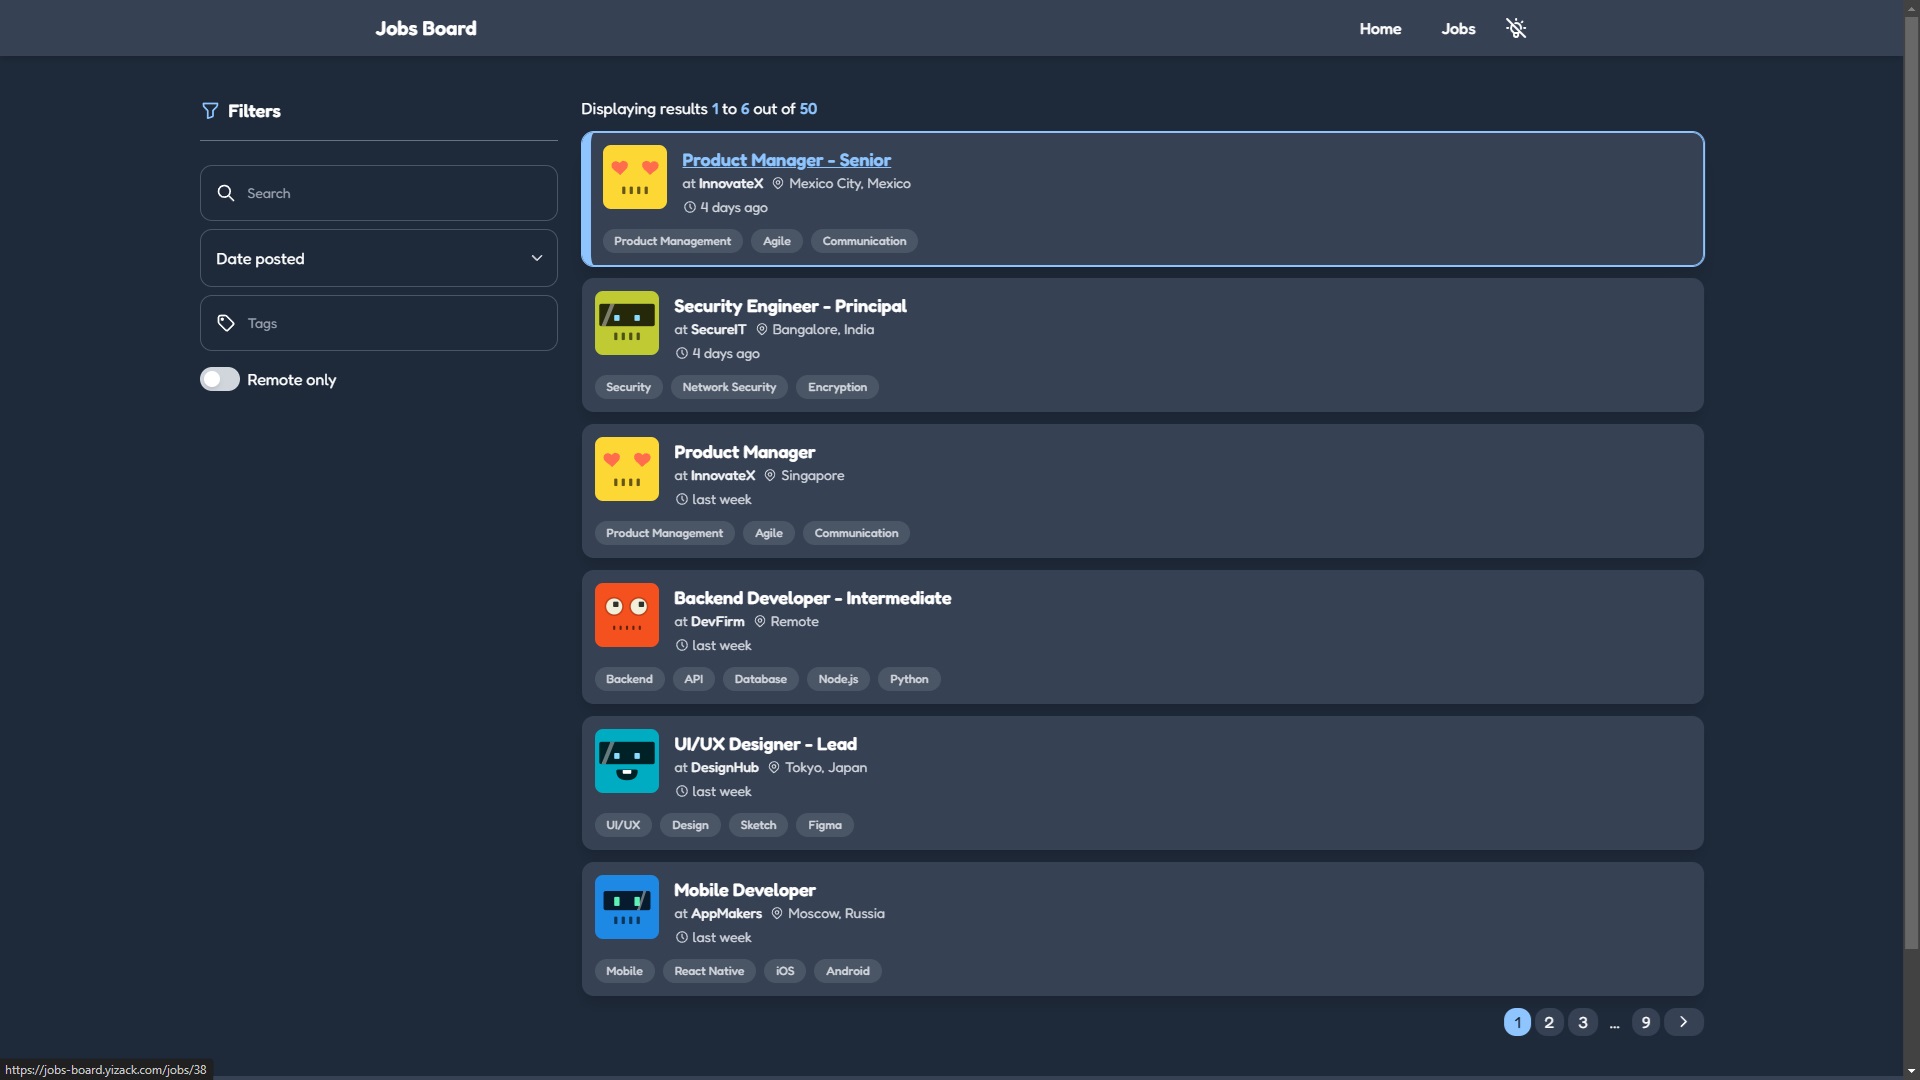 Jobs Board
Home
Jobs
Filters
Search
Date posted
Tags
Remote only
Displaying results 1 to 6 out of 50
Product Manager - Senior
at InnovateX Mexico City, Mexico
4 days ago
Product Management Agile Communication
Security Engineer - Principal
at SecureIT Bangalore, India
4 days ago
Security Network Security Encryption
Product Manager
at InnovateX Singapore
last week
Product Management Agile Communication
Backend Developer - Intermediate
at DevFirm Remote
last week
Backend API Database Node.js Python
UI/UX Designer - Lead
at DesignHub Tokyo, Japan
last week
UI/UX Design Sketch Figma
Mobile Developer
at AppMakers Moscow, Russia
last week
Mobile React Native iOS Android
1 2 3 ... 9
https://jobs-board.yizack.com/jobs/38